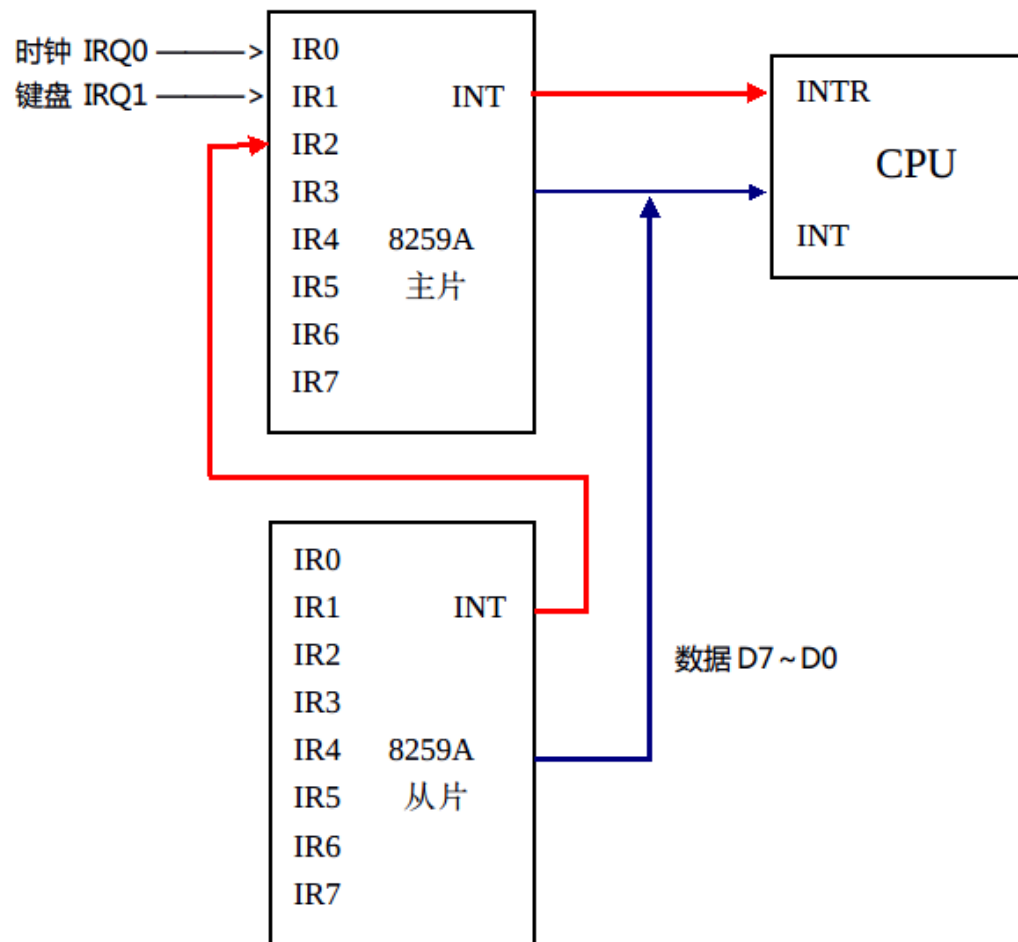 时钟 IRQ0
键盘 IRQ1
IR0
IR1
IR2
IR3
IR4
IR5
IR6
IR7
INT
8259A
主片
INTR
CPU
INT
IR0
IR1
IR2
IR3
IR4
IR5
IR6
IR7
INT
8259A
从片
数据 D7~D0